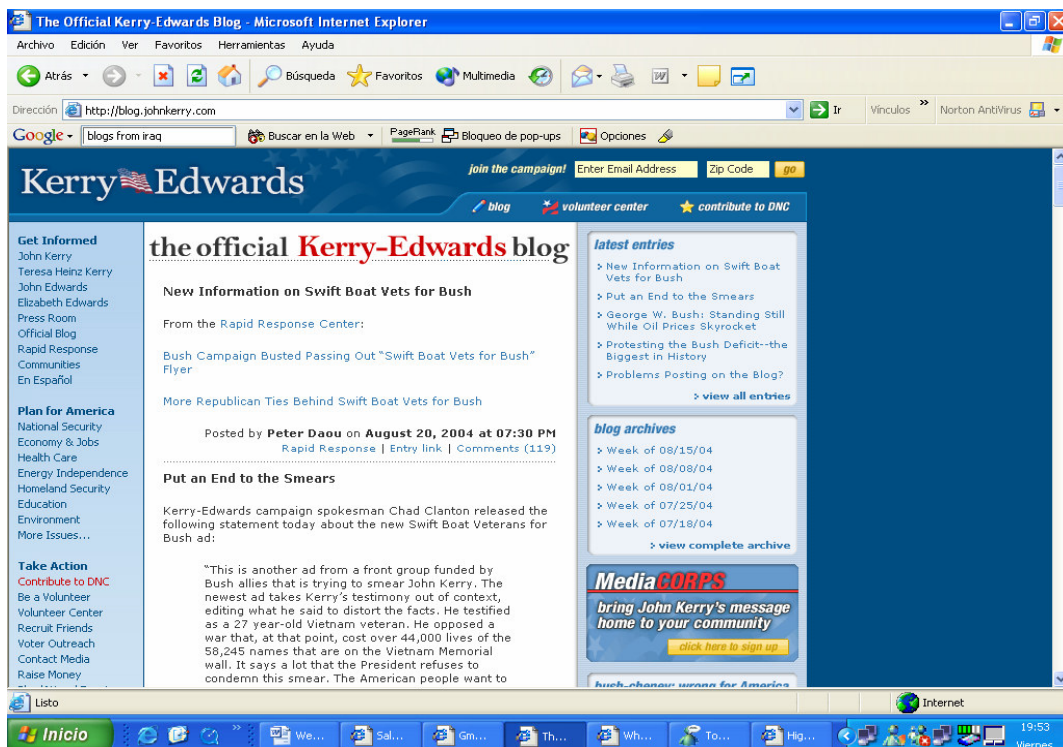 The Official Kerry-Edwards Blog - Microsoft Internet Explorer
Archivo Edición Ver Favoritos Herramientas Ayuda
Atrás Búsqueda Favoritos Multimedia
Dirección http://blog.johnkerry.com Ir Vínculos » Norton AntiVirus
Google blogs from iraq Buscar en la Web PageRank Bloqueo de pop-ups Opciones
Kerry Edwards
join the campaign! Enter Email Address Zip Code go
blog volunteer center contribute to DNC
Get Informed
John Kerry
Teresa Heinz Kerry
John Edwards
Elizabeth Edwards
Press Room
Official Blog
Rapid Response
Communities
En Español
Plan for America
National Security
Economy & Jobs
Health Care
Energy Independence
Homeland Security
Education
Environment
More Issues...
Take Action
Contribute to DNC
Be a Volunteer
Volunteer Center
Recruit Friends
Voter Outreach
Contact Media
Raise Money
the official Kerry-Edwards blog
New Information on Swift Boat Vets for Bush
From the Rapid Response Center:
Bush Campaign Busted Passing Out “Swift Boat Vets for Bush”
Flyer
More Republican Ties Behind Swift Boat Vets for Bush
Posted by Peter Daou on August 20, 2004 at 07:30 PM
Rapid Response | Entry link | Comments (119)
Put an End to the Smears
Kerry-Edwards campaign spokesman Chad Clanton released the
following statement today about the new Swift Boat Veterans for
Bush ad:
“This is another ad from a front group funded by
Bush allies that is trying to smear John Kerry. The
newest ad takes Kerry’s testimony out of context,
editing what he said to distort the facts. He testified
as a 27 year-old Vietnam veteran. He opposed a
war that, at that point, cost over 44,000 lives of the
58,245 names that are on the Vietnam Memorial
wall. It says a lot that the President refuses to
condemn this smear. The American people want to
latest entries
New Information on Swift Boat
Vets for Bush
Put an End to the Smears
George W. Bush: Standing Still
While Oil Prices Skyrocket
Protesting the Bush Deficit--the
Biggest in History
Problems Posting on the Blog?
view all entries
blog archives
Week of 08/15/04
Week of 08/08/04
Week of 08/01/04
Week of 07/25/04
Week of 07/18/04
view complete archive
MediaCORPS
bring John Kerry's message
home to your community
click here to sign up
bush-cheney: wrong for America
Listo Internet
Inicio » We... Sal... Gm... Th... Wh... To... Hig... 19:53
Viernes